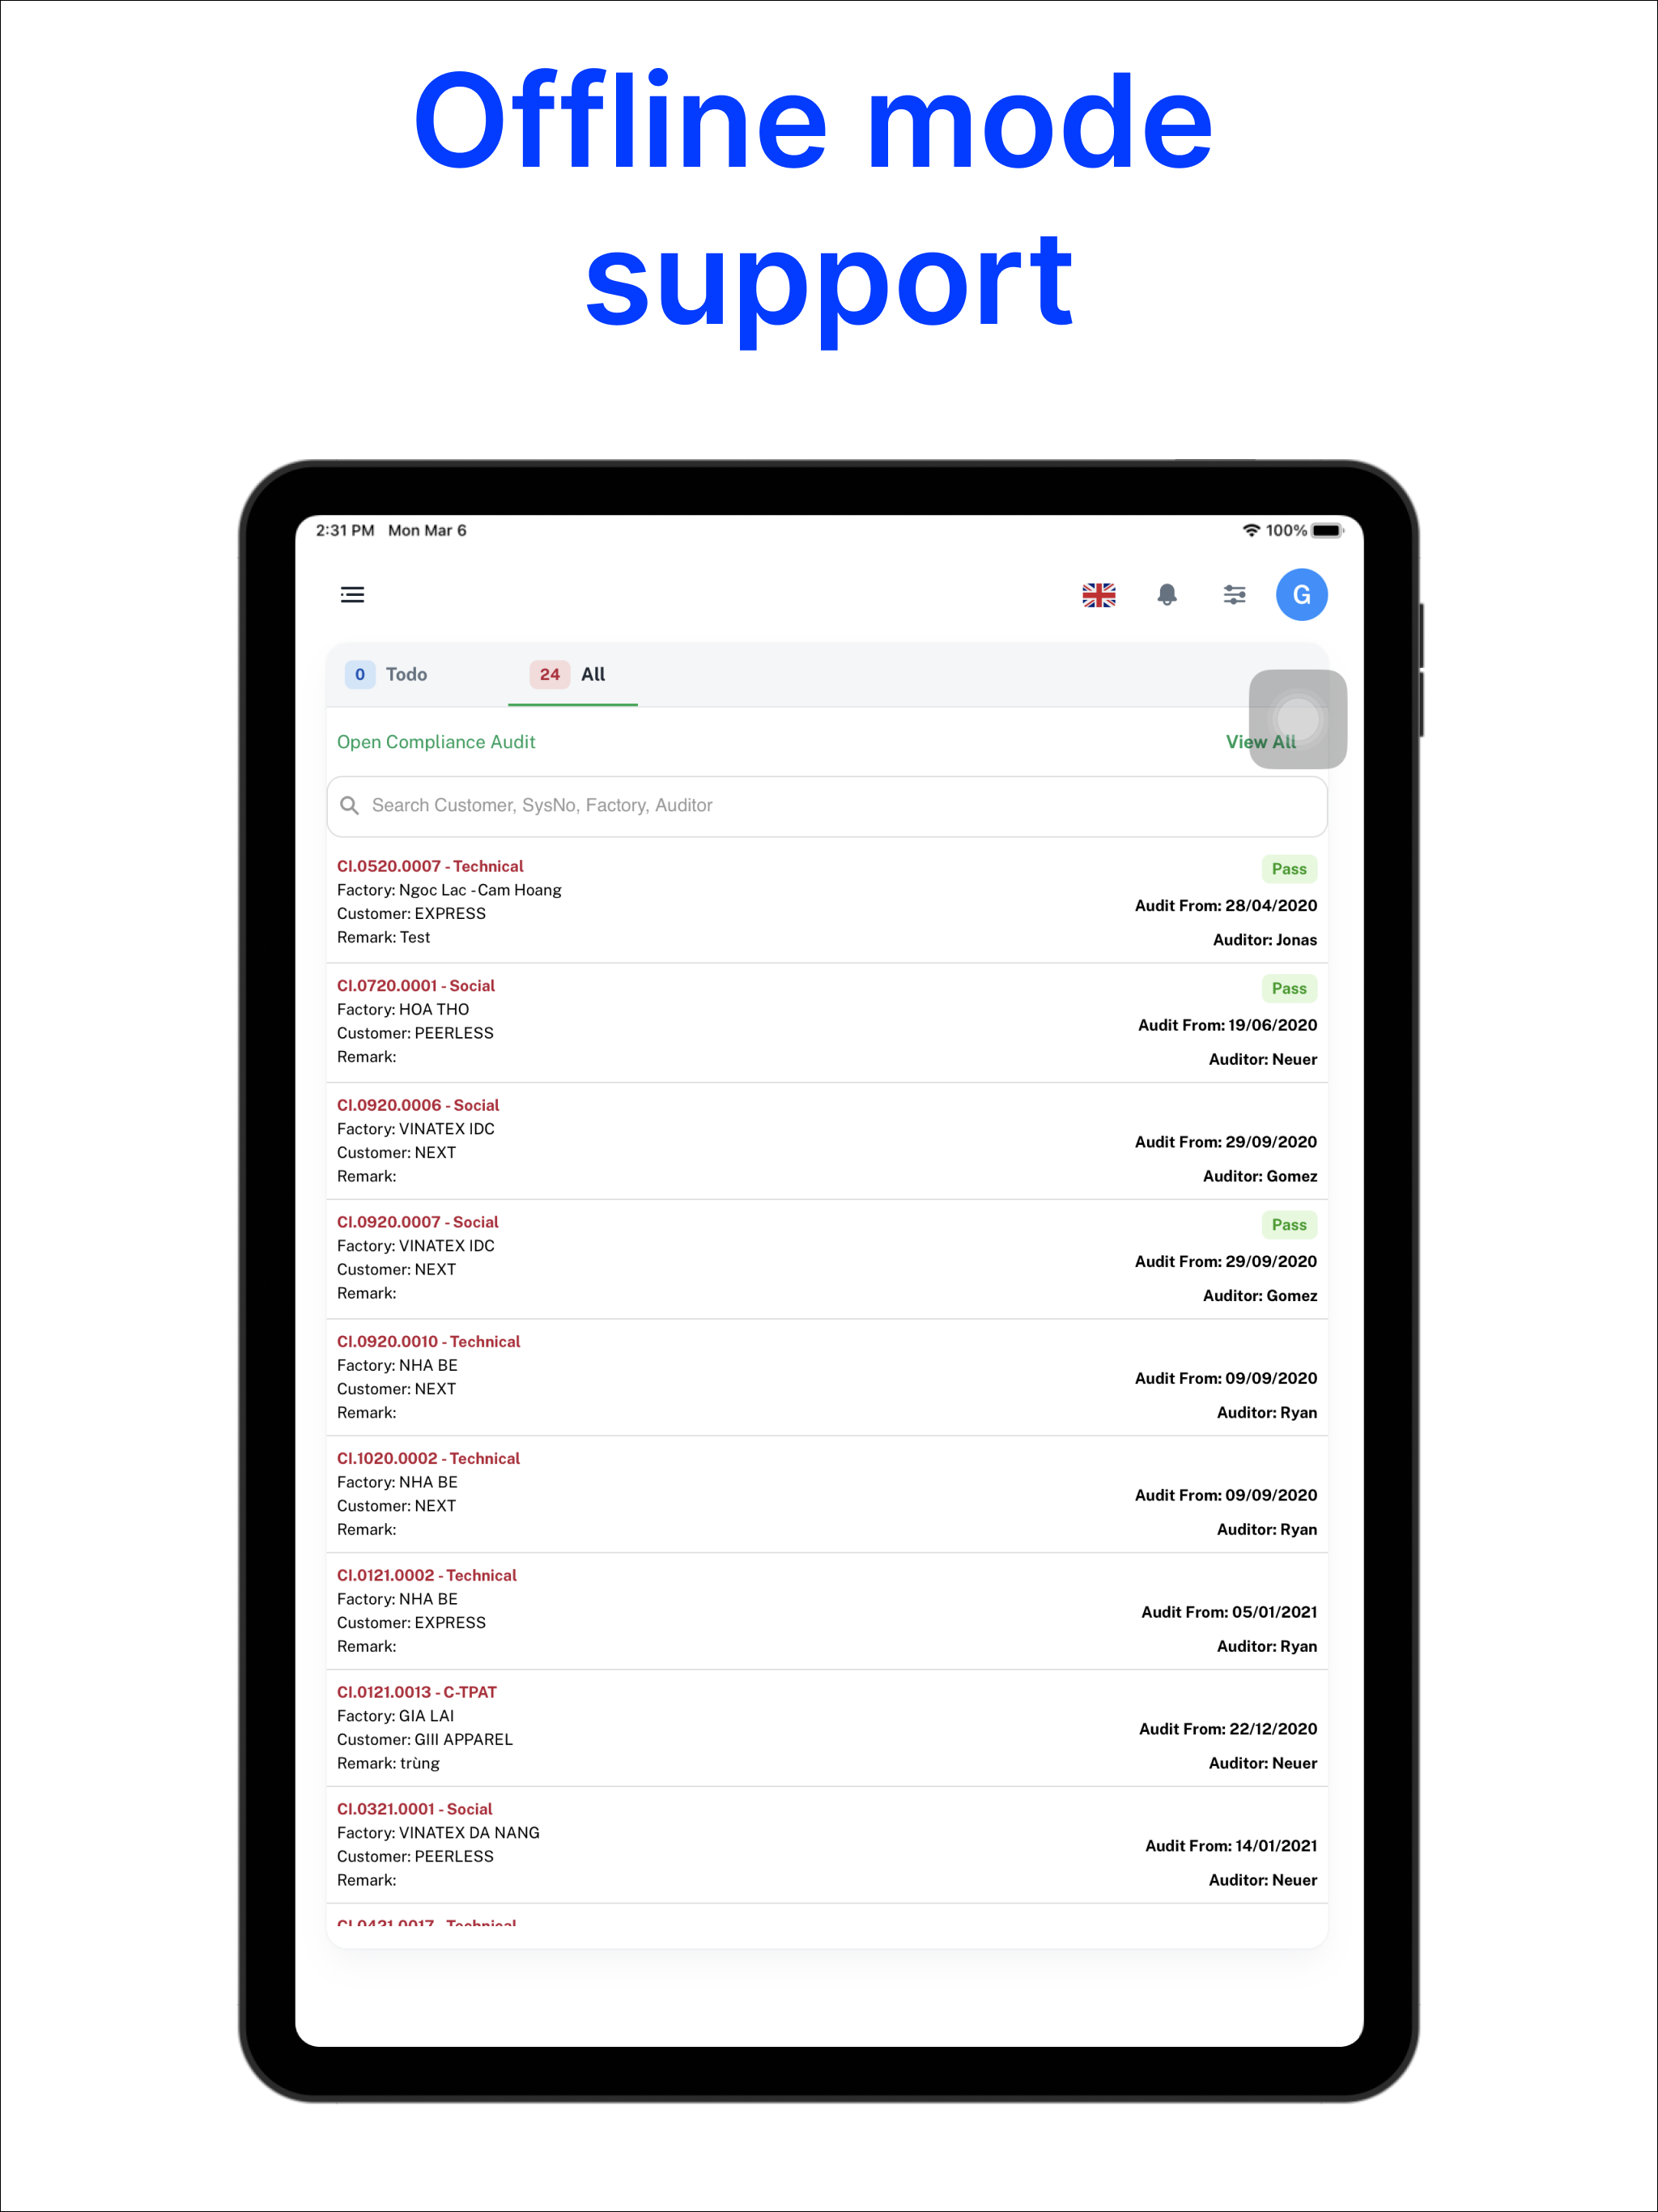 Offline mode
support
2:31 PM Mon Mar 6 100%
G
0 Todo 24 All
Open Compliance Audit View All
Search Customer, SysNo, Factory, Auditor
CI.0520.0007 - Technical Pass
Factory: Ngoc Lac - Cam Hoang
Customer: EXPRESS Audit From: 28/04/2020
Remark: Test Auditor: Jonas
CI.0720.0001 - Social Pass
Factory: HOA THO
Customer: PEERLESS Audit From: 19/06/2020
Remark: Auditor: Neuer
CI.0920.0006 - Social
Factory: VINATEX IDC
Customer: NEXT Audit From: 29/09/2020
Remark: Auditor: Gomez
CI.0920.0007 - Social Pass
Factory: VINATEX IDC
Customer: NEXT Audit From: 29/09/2020
Remark: Auditor: Gomez
CI.0920.0010 - Technical
Factory: NHA BE
Customer: NEXT Audit From: 09/09/2020
Remark: Auditor: Ryan
CI.1020.0002 - Technical
Factory: NHA BE
Customer: NEXT Audit From: 09/09/2020
Remark: Auditor: Ryan
CI.0121.0002 - Technical
Factory: NHA BE
Customer: EXPRESS Audit From: 05/01/2021
Remark: Auditor: Ryan
CI.0121.0013 - C-TPAT
Factory: GIA LAI
Customer: GIII APPAREL Audit From: 22/12/2020
Remark: trùng Auditor: Neuer
CI.0321.0001 - Social
Factory: VINATEX DA NANG
Customer: PEERLESS Audit From: 14/01/2021
Remark: Auditor: Neuer
CI.0421.0017 - Technical